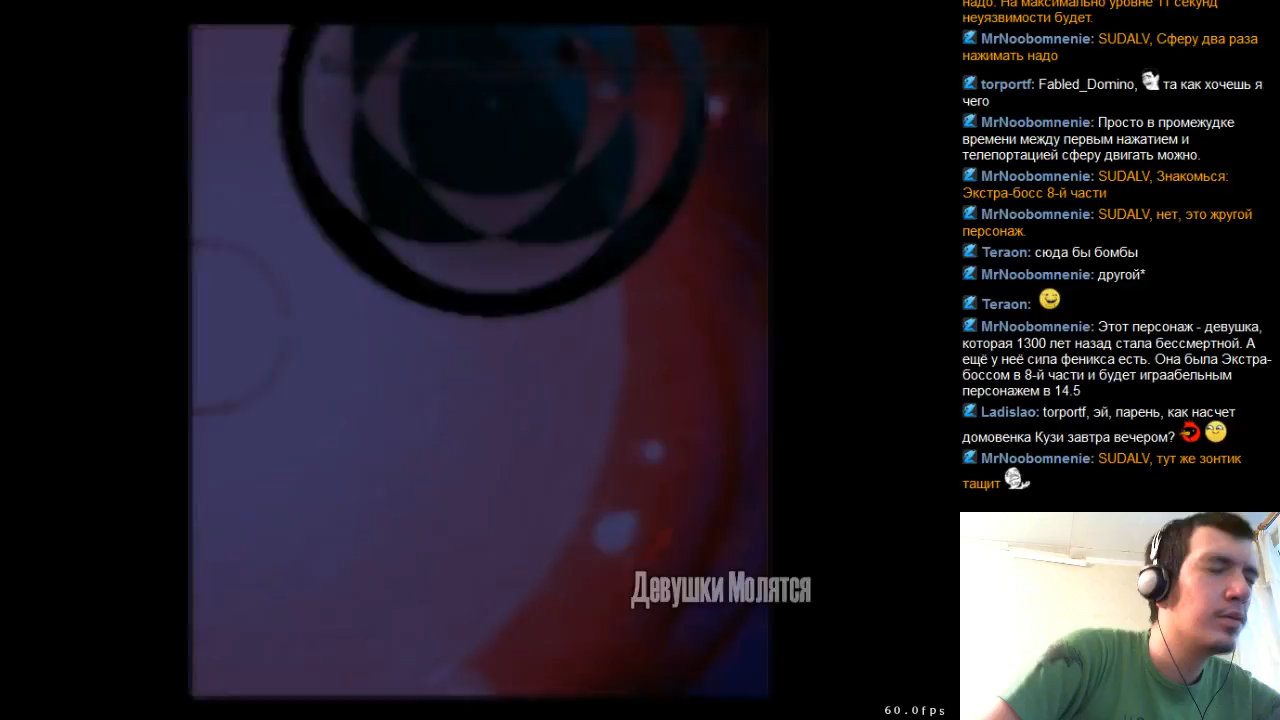 надо. На максимально уровне 11 секунд
неуязвимости будет.
MrNoobomnenie: SUDALV, Сферу два раза
нажимать надо
torportf: Fabled_Domino, та как хочешь я
чего
MrNoobomnenie: Просто в промежудке
времени между первым нажатием и
телепортацией сферу двигать можно.
MrNoobomnenie: SUDALV, Знакомься:
Экстра-босс 8-й части
MrNoobomnenie: SUDALV, нет, это жругой
персонаж.
Teraon: сюда бы бомбы
MrNoobomnenie: другой*
Teraon:
MrNoobomnenie: Этот персонаж - девушка,
которая 1300 лет назад стала бессмертной. А
ещё у неё сила феникса есть. Она была Экстра-
боссом в 8-й части и будет играабельным
персонажем в 14.5
Ladislao: torportf, эй, парень, как насчет
домовенка Кузи завтра вечером?
MrNoobomnenie: SUDALV, тут же зонтик
тащит
Девушки Молятся
60.0fps